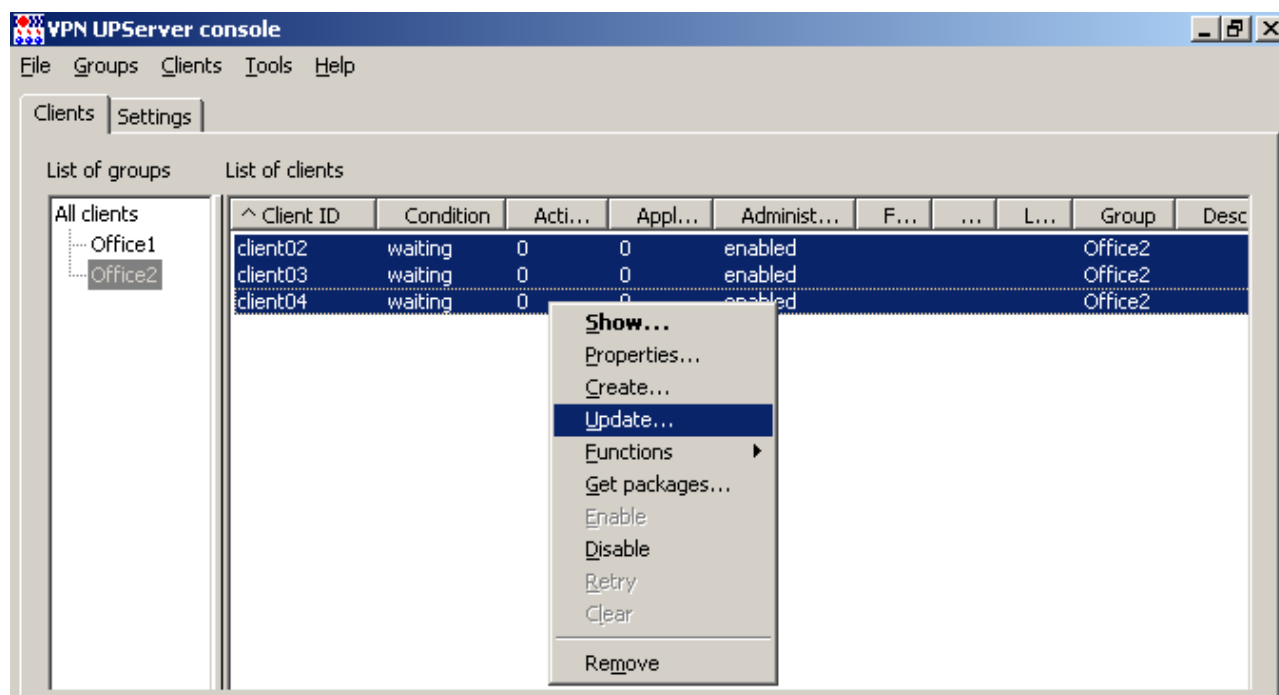 VPN UPServer console
File Groups Clients Tools Help
Clients Settings
List of groups List of clients
All clients
Office1
Office2
^ Client ID Condition Acti... Appl... Administ... F... ... L... Group Desc
client02 waiting 0 0 enabled Office2
client03 waiting 0 0 enabled Office2
client04 waiting 0 0 enabled Office2
Show...
Properties...
Create...
Update...
Functions
Get packages...
Enable
Disable
Retry
Clear
Remove